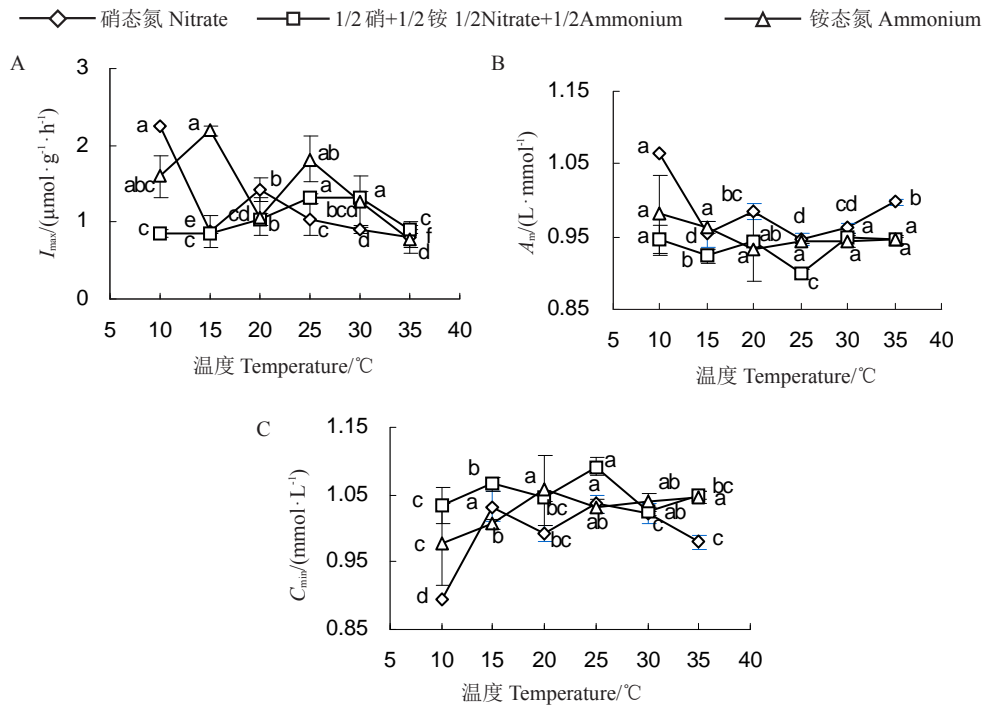 硝态氮 Nitrate 1/2 硝+1/2 铵 1/2Nitrate+1/2Ammonium 铵态氮 Ammonium
A
3
2
1
0
Imax/(μmol·g-1·h-1)
a
a
abc
c
e
c
b
cd
b
ab
a
c
a
bcd
d
c
f
d
5 10 15 20 25 30 35 40
温度 Temperature/℃
B
1.15
1.05
0.95
0.85
Am/(L·mmol-1)
a
a
a
a
d
b
bc
ab
a
d
a
c
cd
a
a
b
a
a
5 10 15 20 25 30 35 40
温度 Temperature/℃
C
1.15
1.05
0.95
0.85
Cmin/(mmol·L-1)
c
c
d
b
a
b
a
bc
bc
a
a
ab
ab
ab
c
bc
a
c
5 10 15 20 25 30 35 40
温度 Temperature/℃